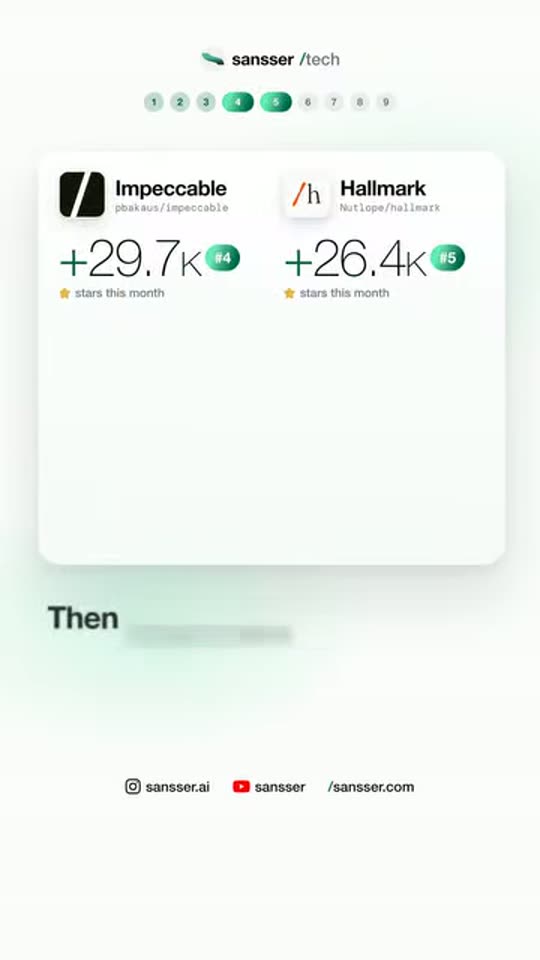 sansser /tech
1 2 3 4 5 6 7 8 9
Impeccable
pbakaus/impeccable
+29.7K #4
stars this month
/h
Hallmark
Nutlope/hallmark
+26.4K #5
stars this month
Then
sansser.ai sansser /sansser.com